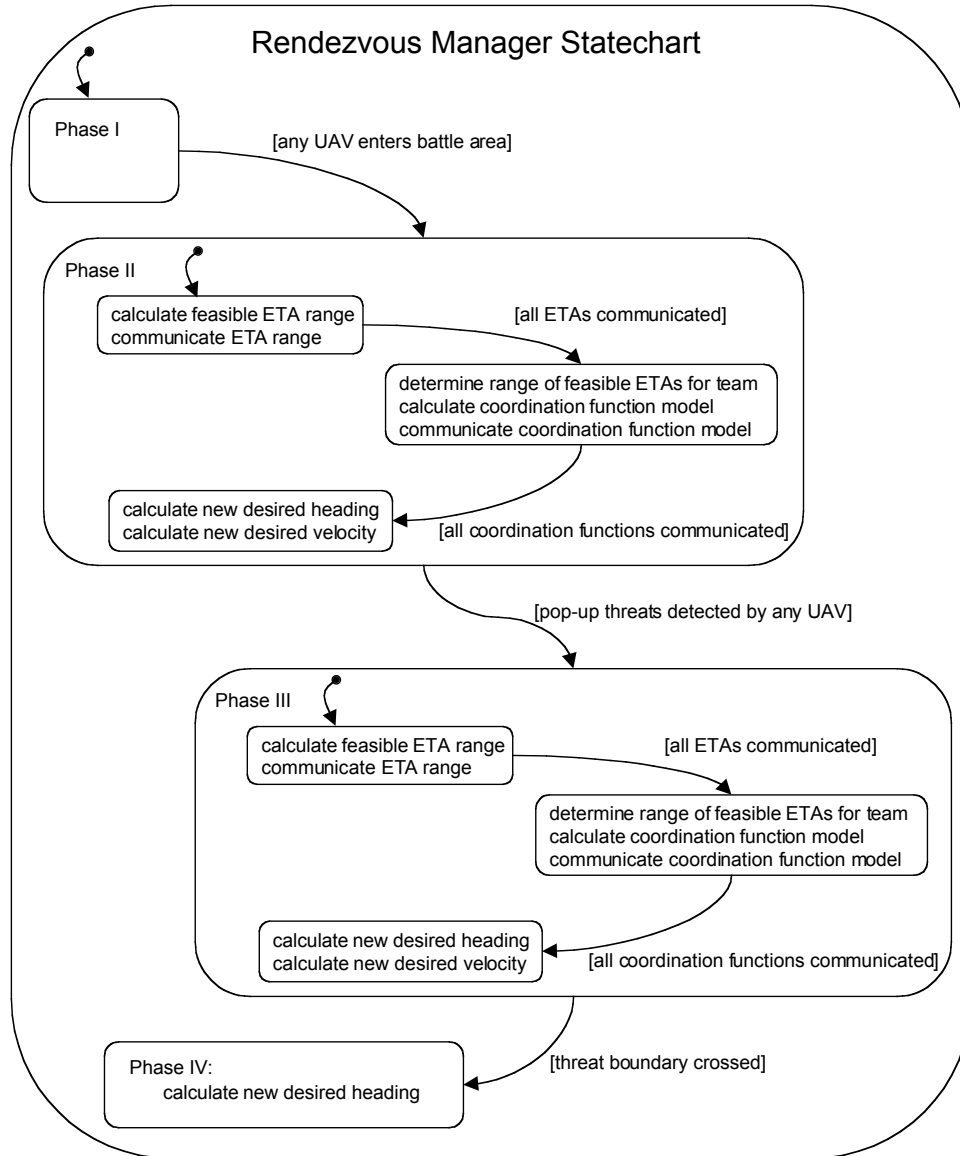 Rendezvous Manager Statechart
Phase I
[any UAV enters battle area]
Phase II
calculate feasible ETA range
communicate ETA range
[all ETAs communicated]
determine range of feasible ETAs for team
calculate coordination function model
communicate coordination function model
calculate new desired heading
calculate new desired velocity
[all coordination functions communicated]
[pop-up threats detected by any UAV]
Phase III
calculate feasible ETA range
communicate ETA range
[all ETAs communicated]
determine range of feasible ETAs for team
calculate coordination function model
communicate coordination function model
calculate new desired heading
calculate new desired velocity
[all coordination functions communicated]
[threat boundary crossed]
Phase IV:
calculate new desired heading